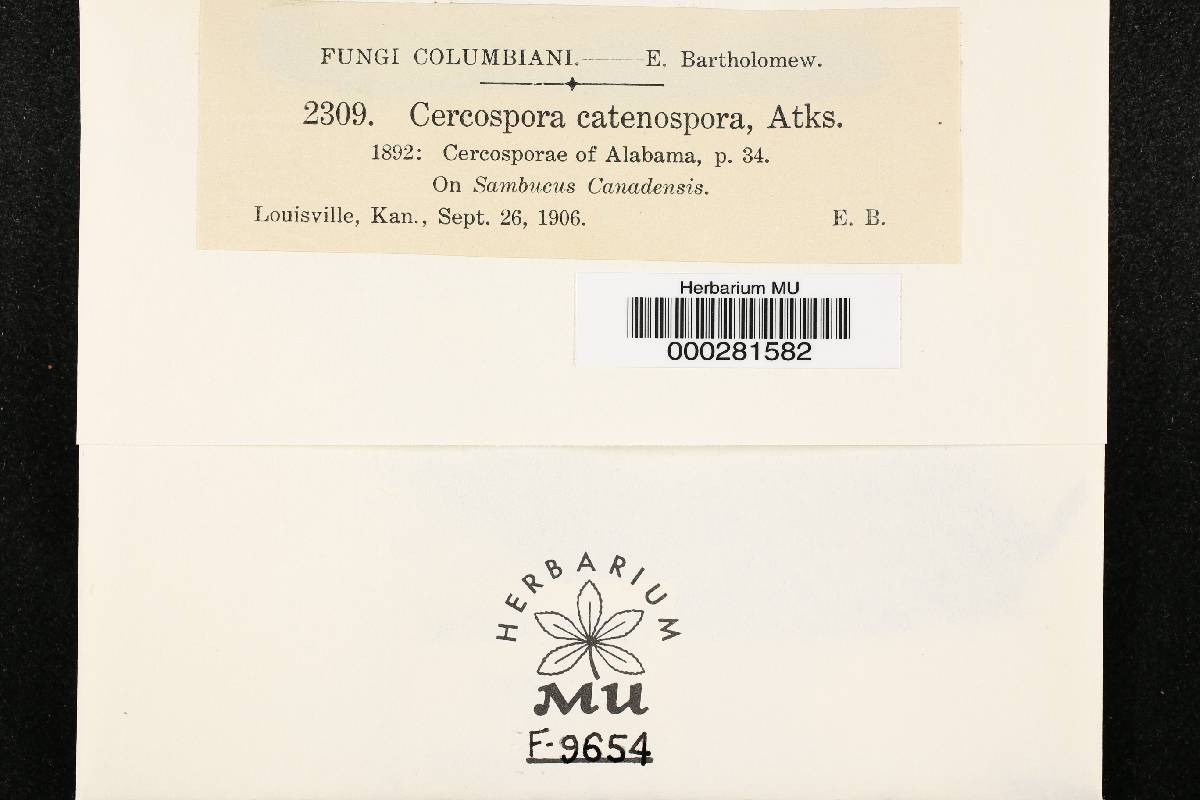 FUNGI COLUMBIANI.——E. Bartholomew.
2309. Cercospora catenospora, Atks.
1892: Cercosporae of Alabama, p. 34.
On Sambucus Canadensis.
Louisville, Kan., Sept. 26, 1906. E. B.
Herbarium MU
000281582
HERBARIUM
MU
F-9654